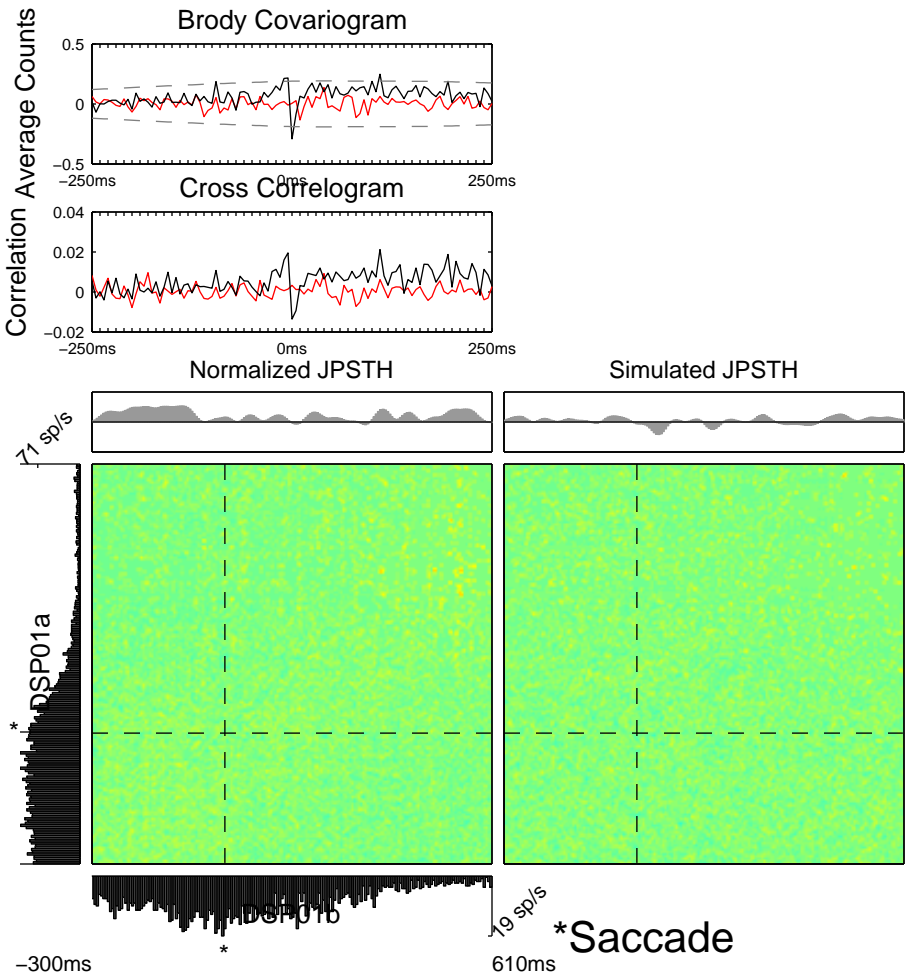 Brody Covariogram
Average Counts
0.5
0
−0.5
−250ms
0ms
250ms
Cross Correlogram
Correlation
0.04
0.02
0
−0.02
−250ms
0ms
250ms
Normalized JPSTH
Simulated JPSTH
71 sp/s
DSP01a
*
DSP01b
19 sp/s
*
*Saccade
−300ms
610ms